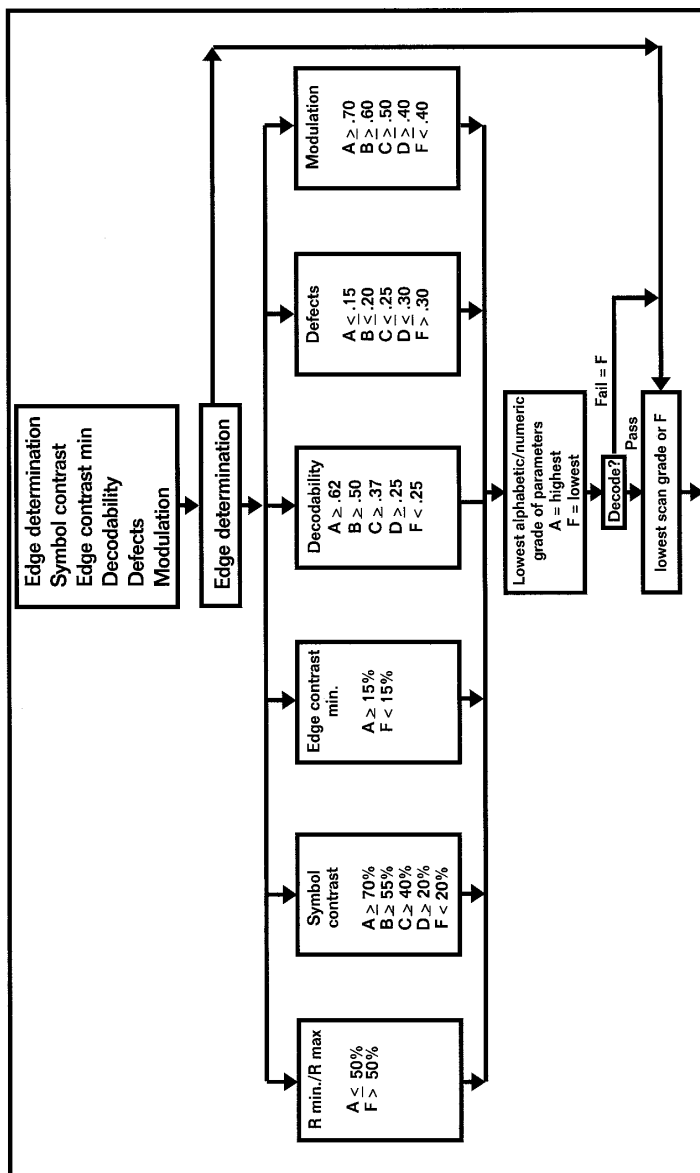 Edge determination
Symbol contrast
Edge contrast min
Decodability
Defects
Modulation
Edge determination
R min./R max
A ≤ 50%
F > 50%
Symbol
contrast
A ≥ 70%
B ≥ 55%
C ≥ 40%
D ≥ 20%
F < 20%
Edge contrast
min.
A ≥ 15%
F < 15%
Decodability
A ≥ .62
B ≥ .50
C ≥ .37
D ≥ .25
F < .25
Defects
A ≤ .15
B ≤ .20
C ≤ .25
D ≤ .30
F > .30
Modulation
A ≥ .70
B ≥ .60
C ≥ .50
D ≥ .40
F < .40
Lowest alphabetic/numeric
grade of parameters
A = highest
F = lowest
Decode?
Fail = F
Pass
lowest scan grade or F